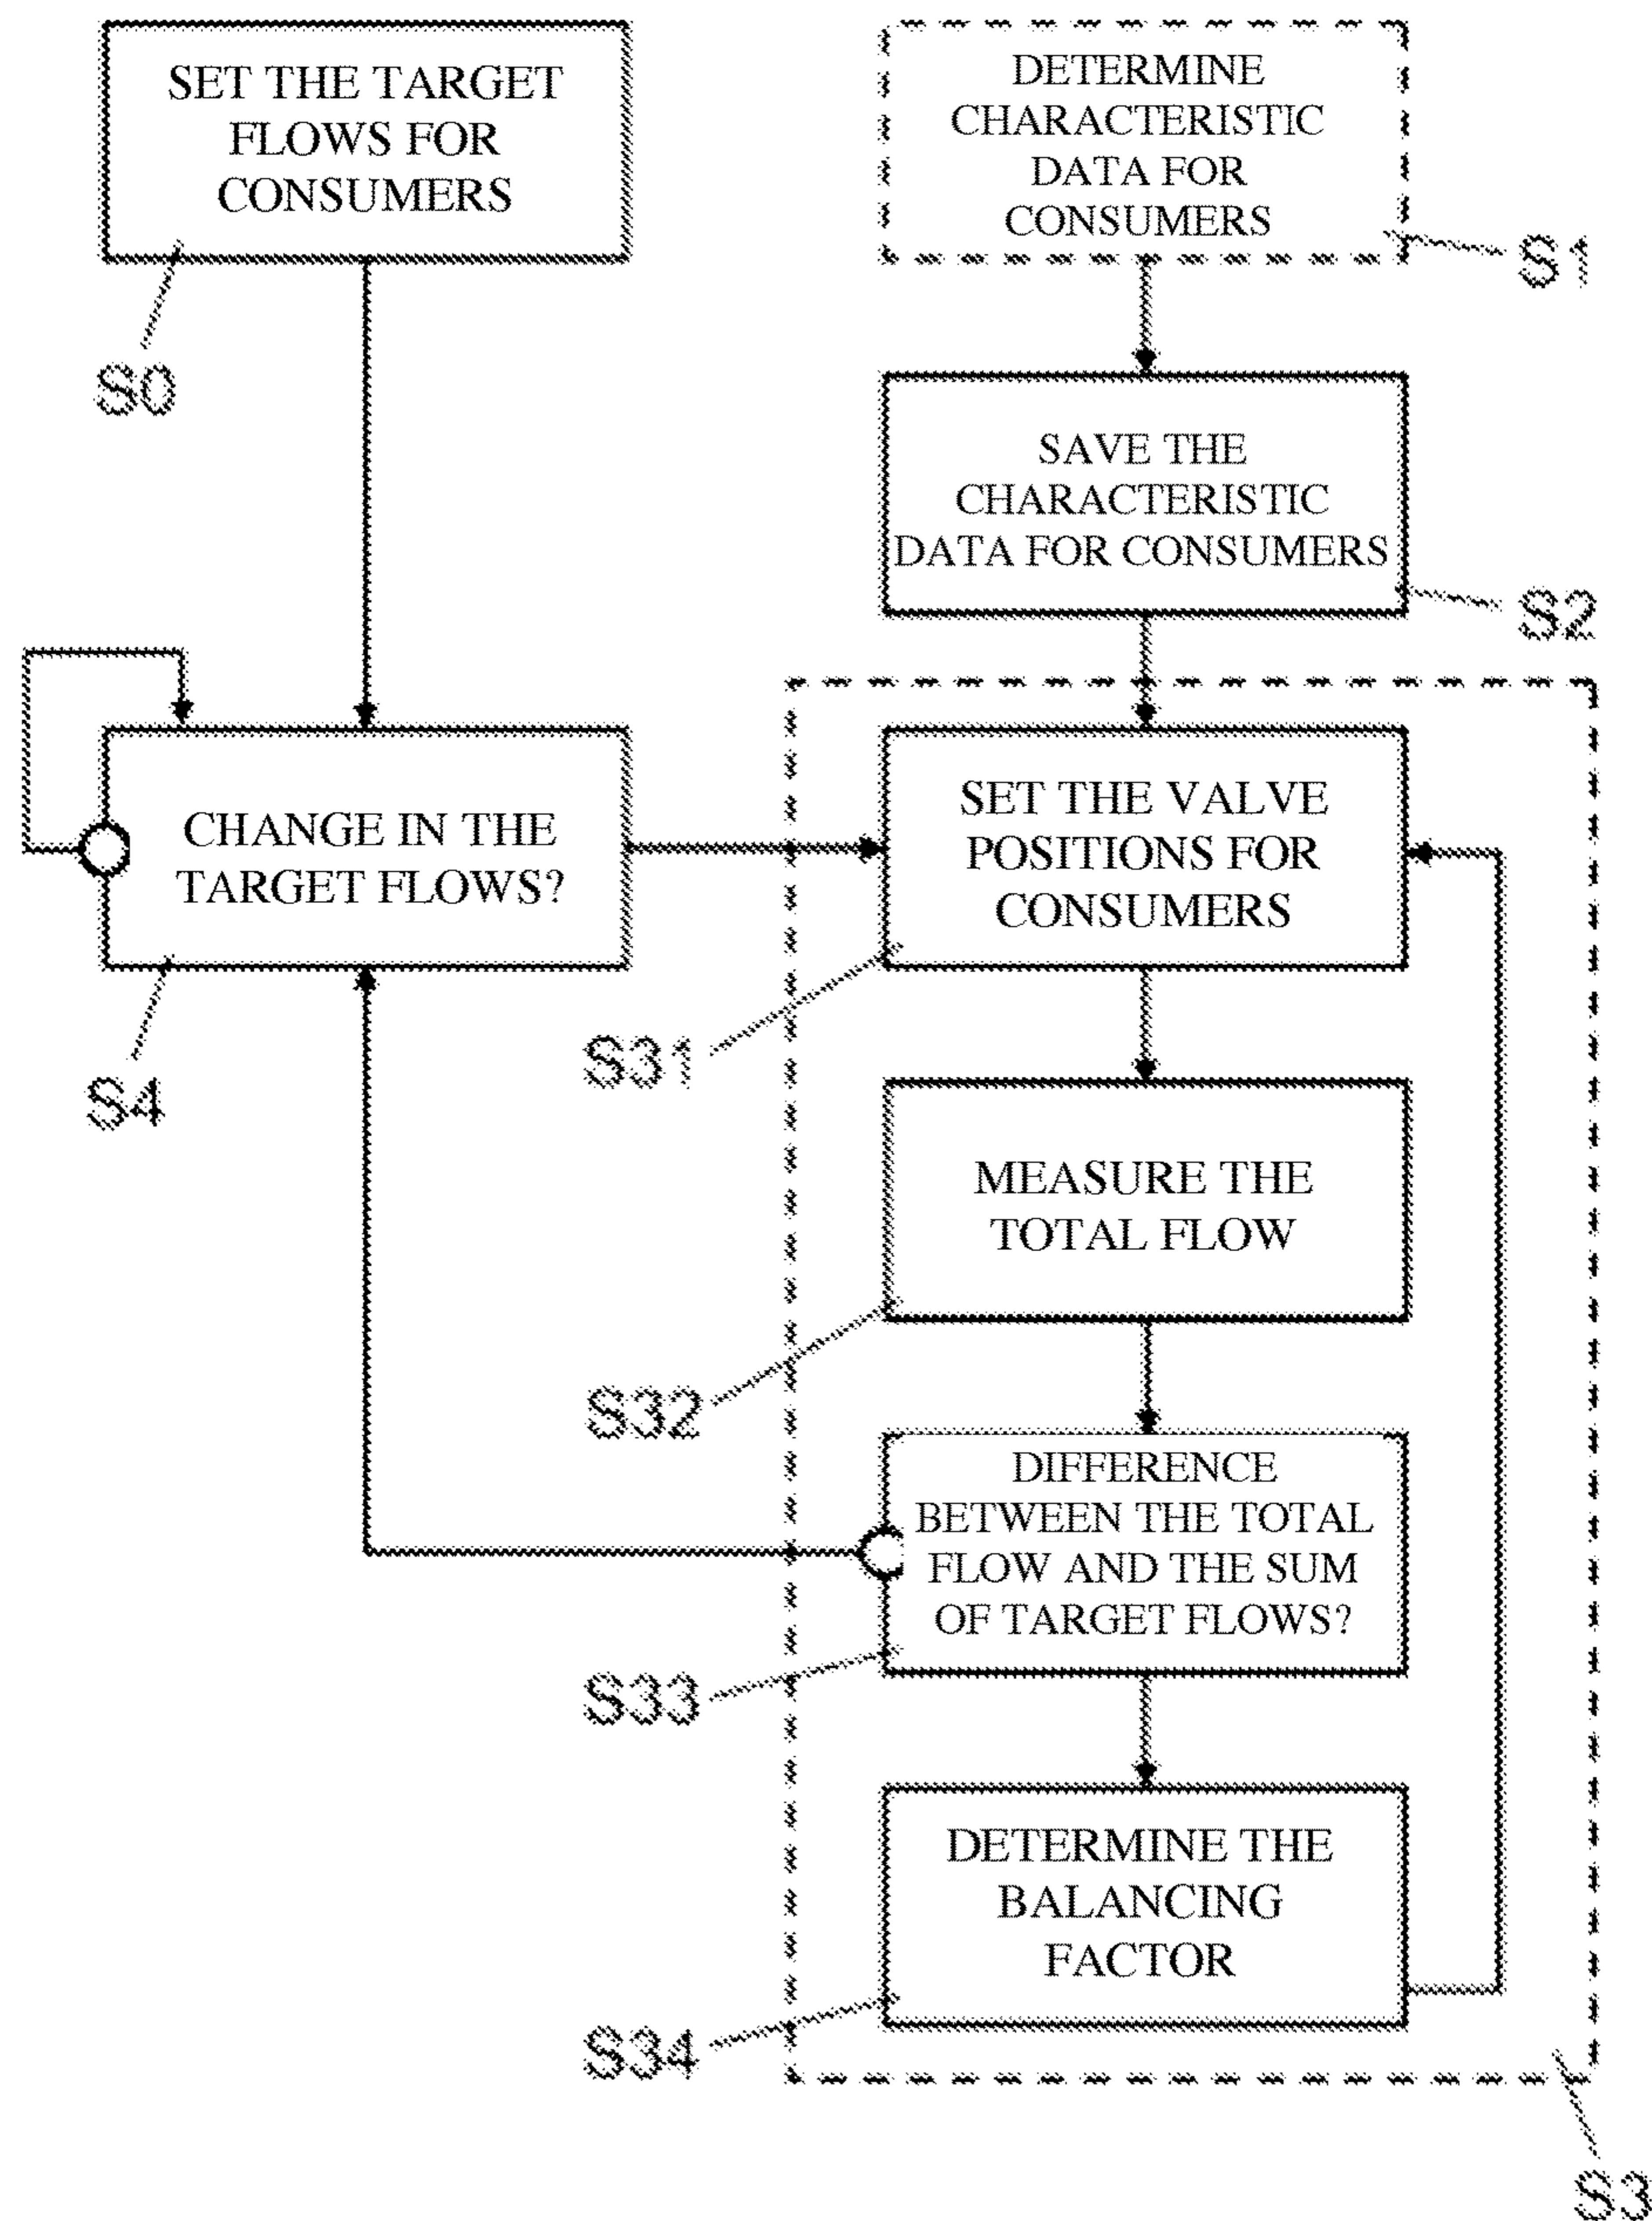 SET THE TARGET
FLOWS FOR
CONSUMERS
S0
DETERMINE
CHARACTERISTIC
DATA FOR
CONSUMERS
S1
SAVE THE
CHARACTERISTIC
DATA FOR CONSUMERS
S2
CHANGE IN THE
TARGET FLOWS?
S4
SET THE VALVE
POSITIONS FOR
CONSUMERS
S31
MEASURE THE
TOTAL FLOW
S32
DIFFERENCE
BETWEEN THE TOTAL
FLOW AND THE SUM
OF TARGET FLOWS?
S33
DETERMINE THE
BALANCING
FACTOR
S34
S3